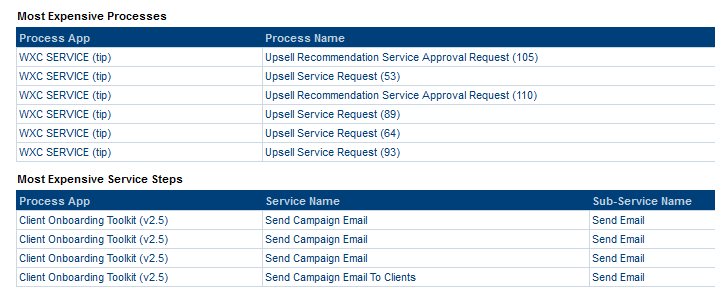 Most Expensive Processes
Process App Process Name
WXC SERVICE (tip) Upsell Recommendation Service Approval Request (105)
WXC SERVICE (tip) Upsell Service Request (53)
WXC SERVICE (tip) Upsell Recommendation Service Approval Request (110)
WXC SERVICE (tip) Upsell Service Request (89)
WXC SERVICE (tip) Upsell Service Request (64)
WXC SERVICE (tip) Upsell Service Request (93)
Most Expensive Service Steps
Process App Service Name Sub-Service Name
Client Onboarding Toolkit (v2.5) Send Campaign Email Send Email
Client Onboarding Toolkit (v2.5) Send Campaign Email Send Email
Client Onboarding Toolkit (v2.5) Send Campaign Email Send Email
Client Onboarding Toolkit (v2.5) Send Campaign Email To Clients Send Email